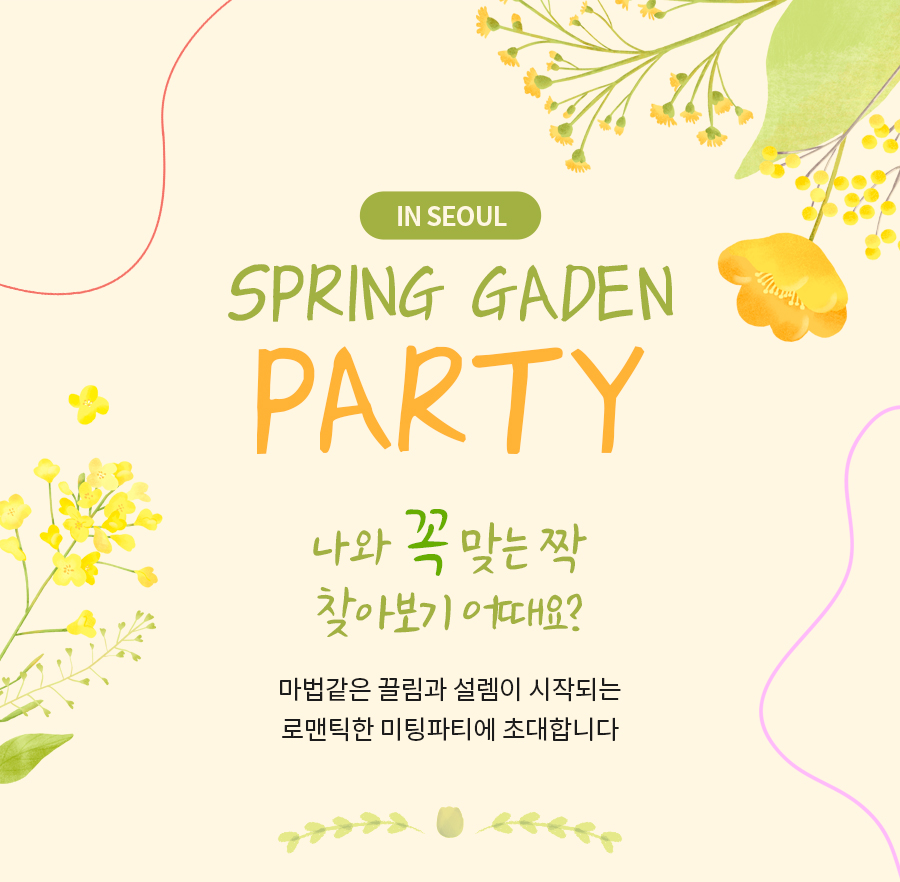 IN SEOUL
SPRING GADEN
PARTY
나와 꼭 맞는 짝
찾아보기 어때요?
마법같은 끌림과 설렘이 시작되는
로맨틱한 미팅파티에 초대합니다